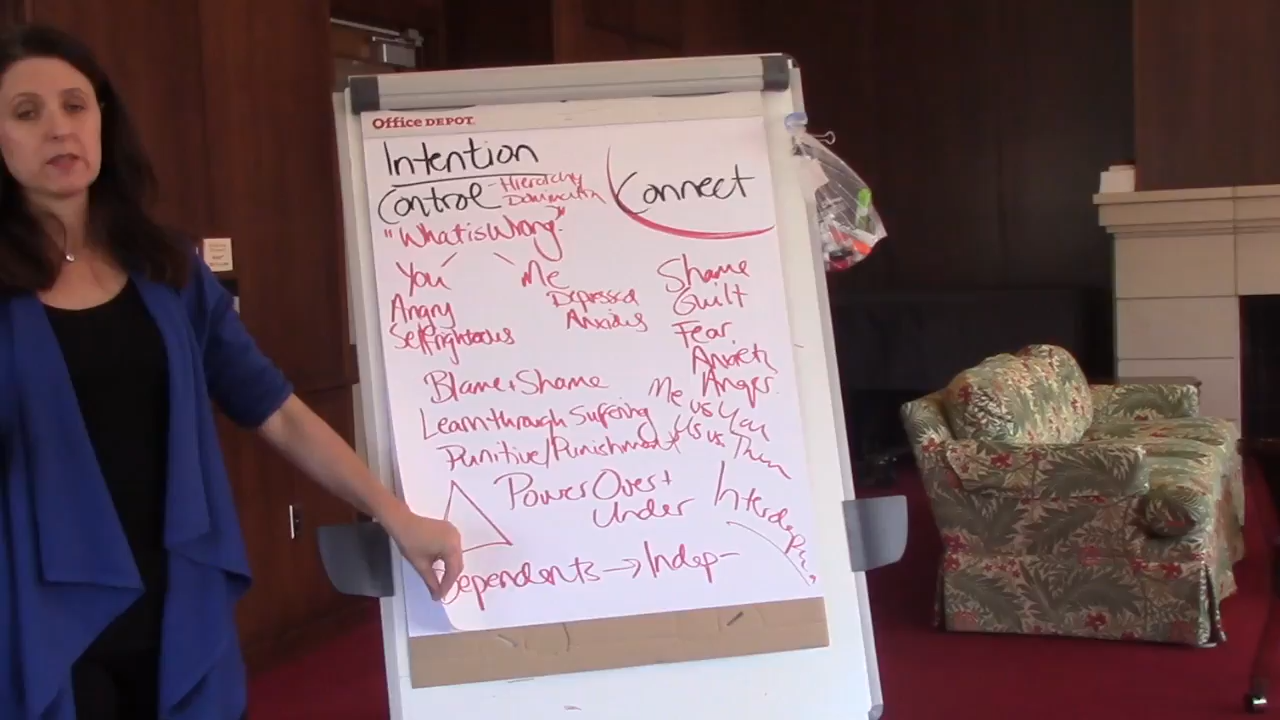 Office DEPOT
Intention
Control - Hierarchy
Domination
Connect
"What is Wrong?"
You
Me
Angry
Self Righteous
Depressed
Anxious
Shame
Guilt
Fear
Anxiety
Anger
Blame + Shame
Me vs You
Us vs. Them
Learn through Suffering
Punitive/Punishment
Power Over +
Under
Interdepen
Dependents → Indep -